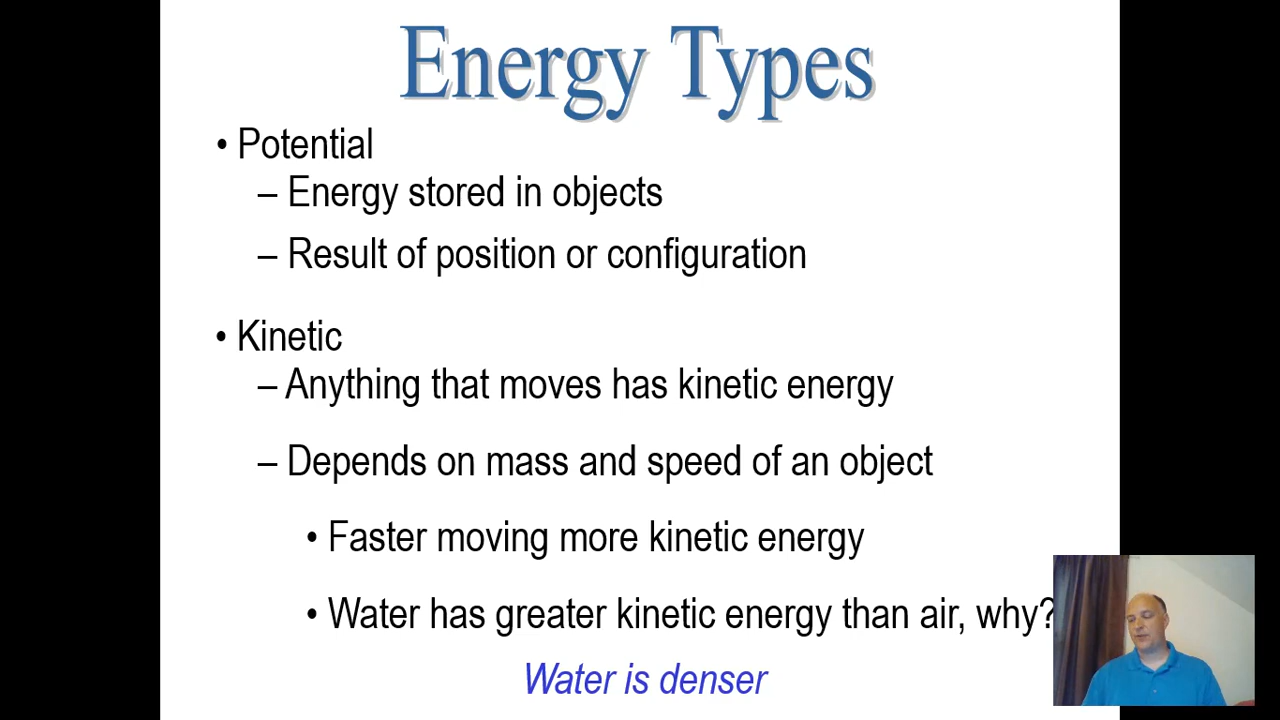 Energy Types
• Potential
– Energy stored in objects
– Result of position or configuration
• Kinetic
– Anything that moves has kinetic energy
– Depends on mass and speed of an object
• Faster moving more kinetic energy
• Water has greater kinetic energy than air, why?
Water is denser